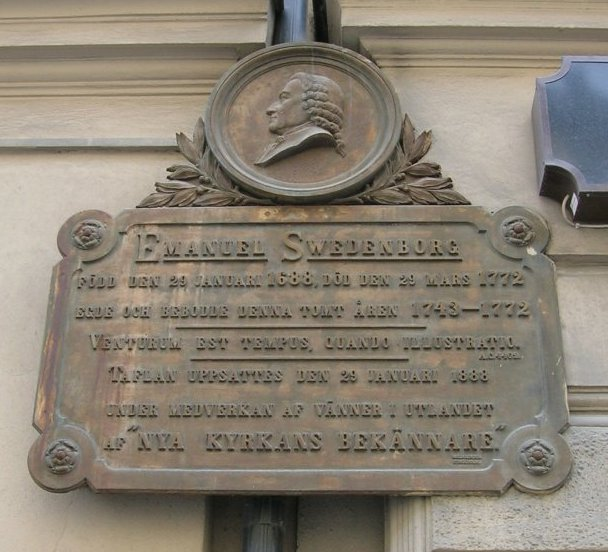 EMANUEL SWEDENBORG
FÖDD DEN 29 JANUARI 1688, DÖD DEN 29 MARS 1772
EGDE OCH BEBODDE DENNA TOMT ÅREN 1743—1772
VENTURUM EST TEMPUS, QUANDO ILLUSTRATIO.
TAFLAN UPPSATTES DEN 29 JANUARI 1888
UNDER MEDVERKAN AF VÄNNER I UTLANDET
AF "NYA KYRKANS BEKÄNNARE"